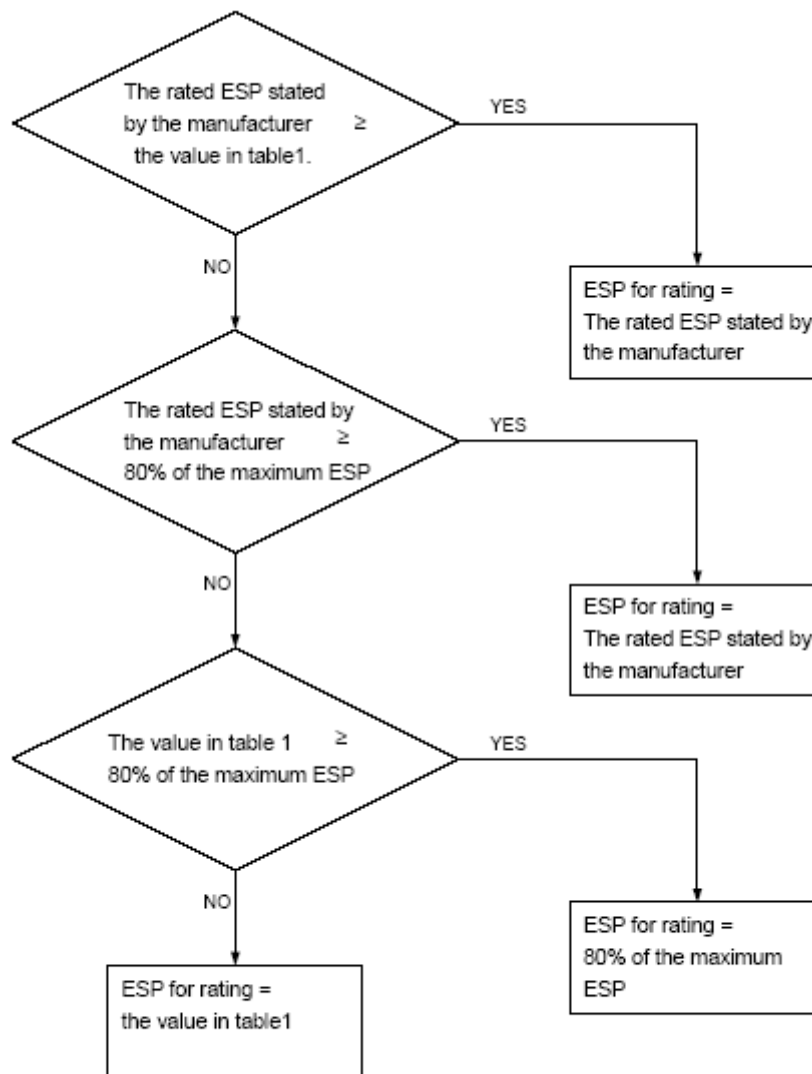 The rated ESP stated
by the manufacturer ≥
the value in table1.
YES
NO
ESP for rating =
The rated ESP stated by
the manufacturer
The rated ESP stated by
the manufacturer ≥
80% of the maximum ESP
YES
NO
ESP for rating =
The rated ESP stated by
the manufacturer
The value in table 1 ≥
80% of the maximum ESP
YES
NO
ESP for rating =
80% of the maximum
ESP
ESP for rating =
the value in table1